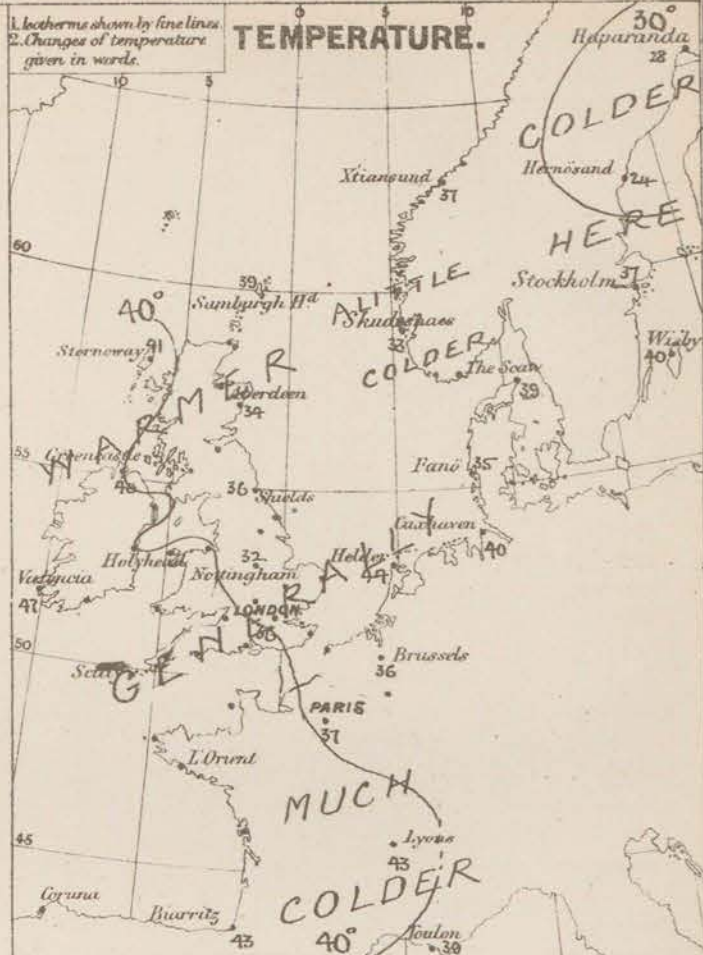 1. Isotherms shown by fine lines.
2. Changes of temperature
given in words.
TEMPERATURE.
10
5
0
5
10
30°
Haparanda
28
COLDER
Xtiansund
37
Hernösand
24
HERE
60
39
Sumburgh Hd
A LITTLE
Stockholm
37
40°
Skudesnaes
33
COLDER
Stornoway
41
Wisby
40
The Scaw
39
WARMER
Aberdeen
34
55
Greencastle
40
Fanö
35
36
Shields
Cuxhaven
40
Holyhead
32
Nottingham
Helder
44
Valencia
47
LONDON
36
GENERALLY
50
Scilly
Brussels
36
PARIS
37
L'Orient
MUCH
45
Lyons
43
COLDER
Coruna
Biarritz
43
40°
Toulon
39